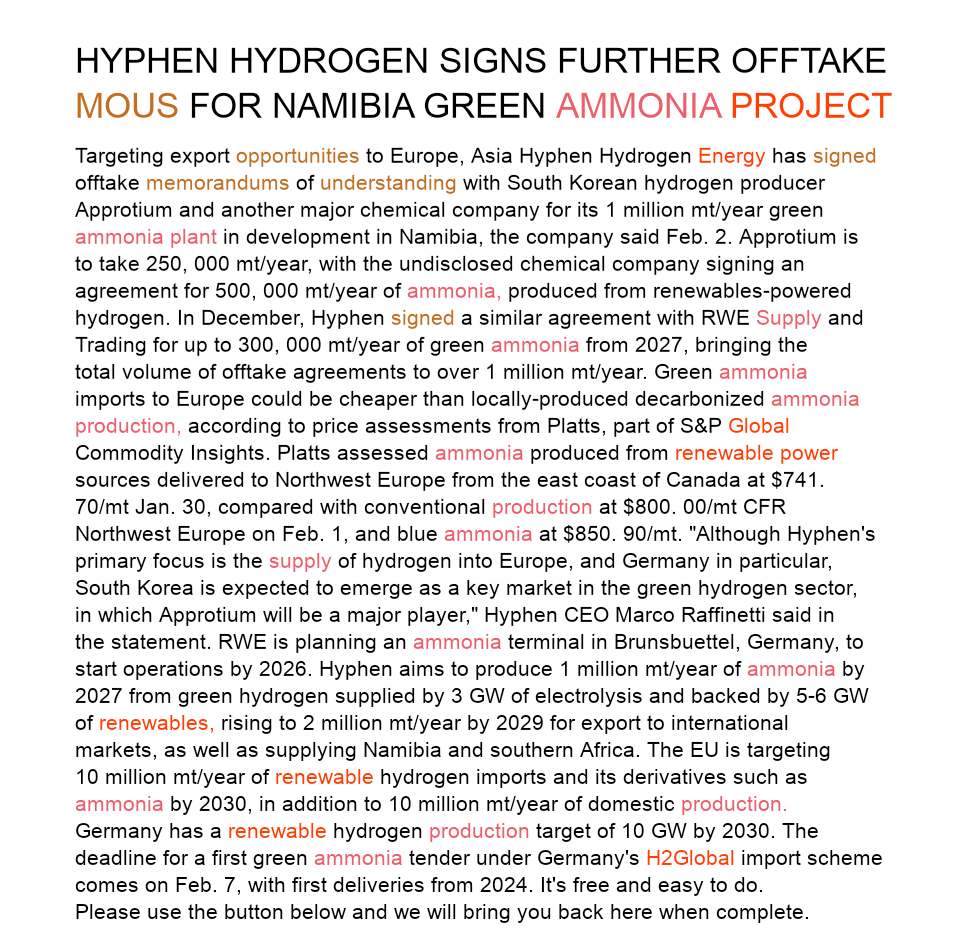 HYPHEN HYDROGEN SIGNS FURTHER OFFTAKE
MOUS FOR NAMIBIA GREEN AMMONIA PROJECT
Targeting export opportunities to Europe, Asia Hyphen Hydrogen Energy has signed
offtake memorandums of understanding with South Korean hydrogen producer
Approtium and another major chemical company for its 1 million mt/year green
ammonia plant in development in Namibia, the company said Feb. 2. Approtium is
to take 250, 000 mt/year, with the undisclosed chemical company signing an
agreement for 500, 000 mt/year of ammonia, produced from renewables-powered
hydrogen. In December, Hyphen signed a similar agreement with RWE Supply and
Trading for up to 300, 000 mt/year of green ammonia from 2027, bringing the
total volume of offtake agreements to over 1 million mt/year. Green ammonia
imports to Europe could be cheaper than locally-produced decarbonized ammonia
production, according to price assessments from Platts, part of S&P Global
Commodity Insights. Platts assessed ammonia produced from renewable power
sources delivered to Northwest Europe from the east coast of Canada at $741.
70/mt Jan. 30, compared with conventional production at $800. 00/mt CFR
Northwest Europe on Feb. 1, and blue ammonia at $850. 90/mt. "Although Hyphen's
primary focus is the supply of hydrogen into Europe, and Germany in particular,
South Korea is expected to emerge as a key market in the green hydrogen sector,
in which Approtium will be a major player," Hyphen CEO Marco Raffinetti said in
the statement. RWE is planning an ammonia terminal in Brunsbuettel, Germany, to
start operations by 2026. Hyphen aims to produce 1 million mt/year of ammonia by
2027 from green hydrogen supplied by 3 GW of electrolysis and backed by 5-6 GW
of renewables, rising to 2 million mt/year by 2029 for export to international
markets, as well as supplying Namibia and southern Africa. The EU is targeting
10 million mt/year of renewable hydrogen imports and its derivatives such as
ammonia by 2030, in addition to 10 million mt/year of domestic production.
Germany has a renewable hydrogen production target of 10 GW by 2030. The
deadline for a first green ammonia tender under Germany's H2Global import scheme
comes on Feb. 7, with first deliveries from 2024. It's free and easy to do.
Please use the button below and we will bring you back here when complete.